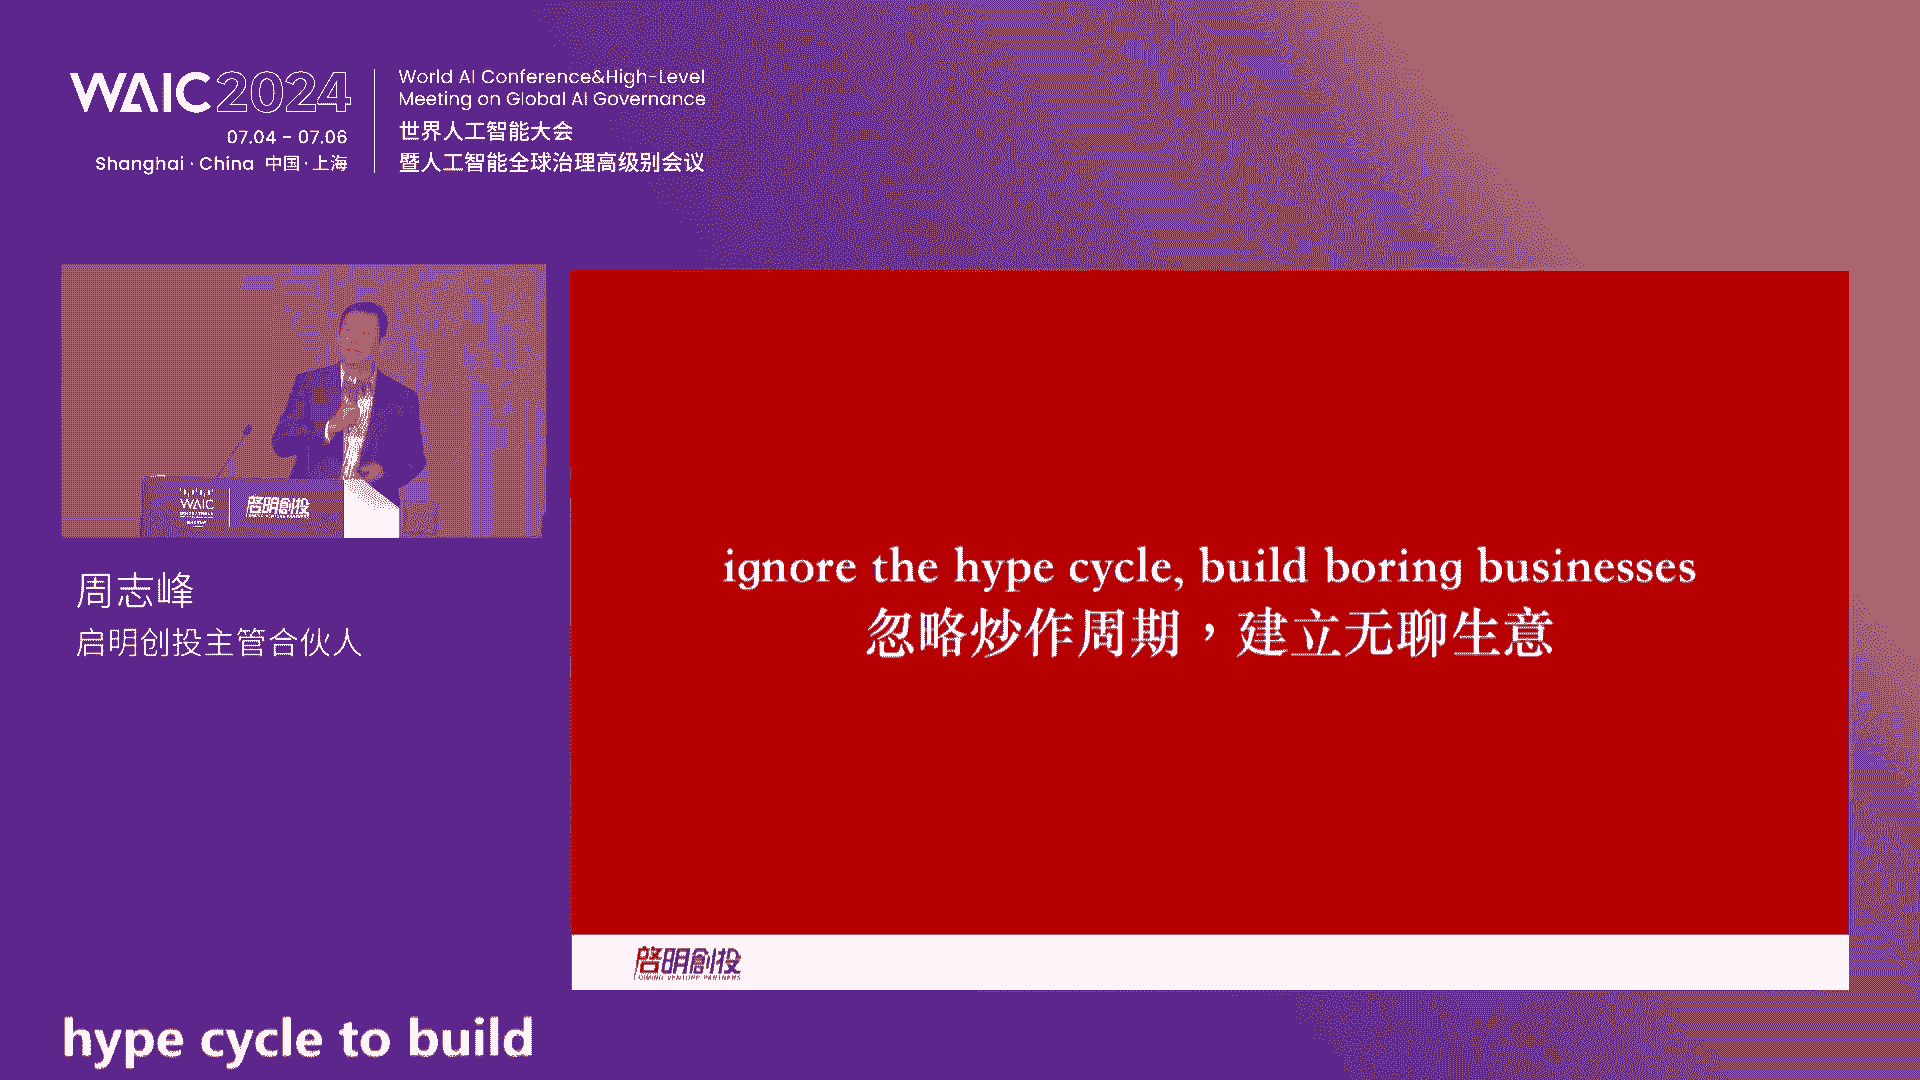 WAIC 2024
07.04 - 07.06
Shanghai · China 中国 · 上海
World AI Conference&High-Level
Meeting on Global AI Governance
世界人工智能大会
暨人工智能全球治理高级别会议
WAIC
啓明創投
周志峰
启明创投主管合伙人
ignore the hype cycle, build boring businesses
忽略炒作周期，建立无聊生意
啓明創投
QIMING VENTURE PARTNERS
hype cycle to build